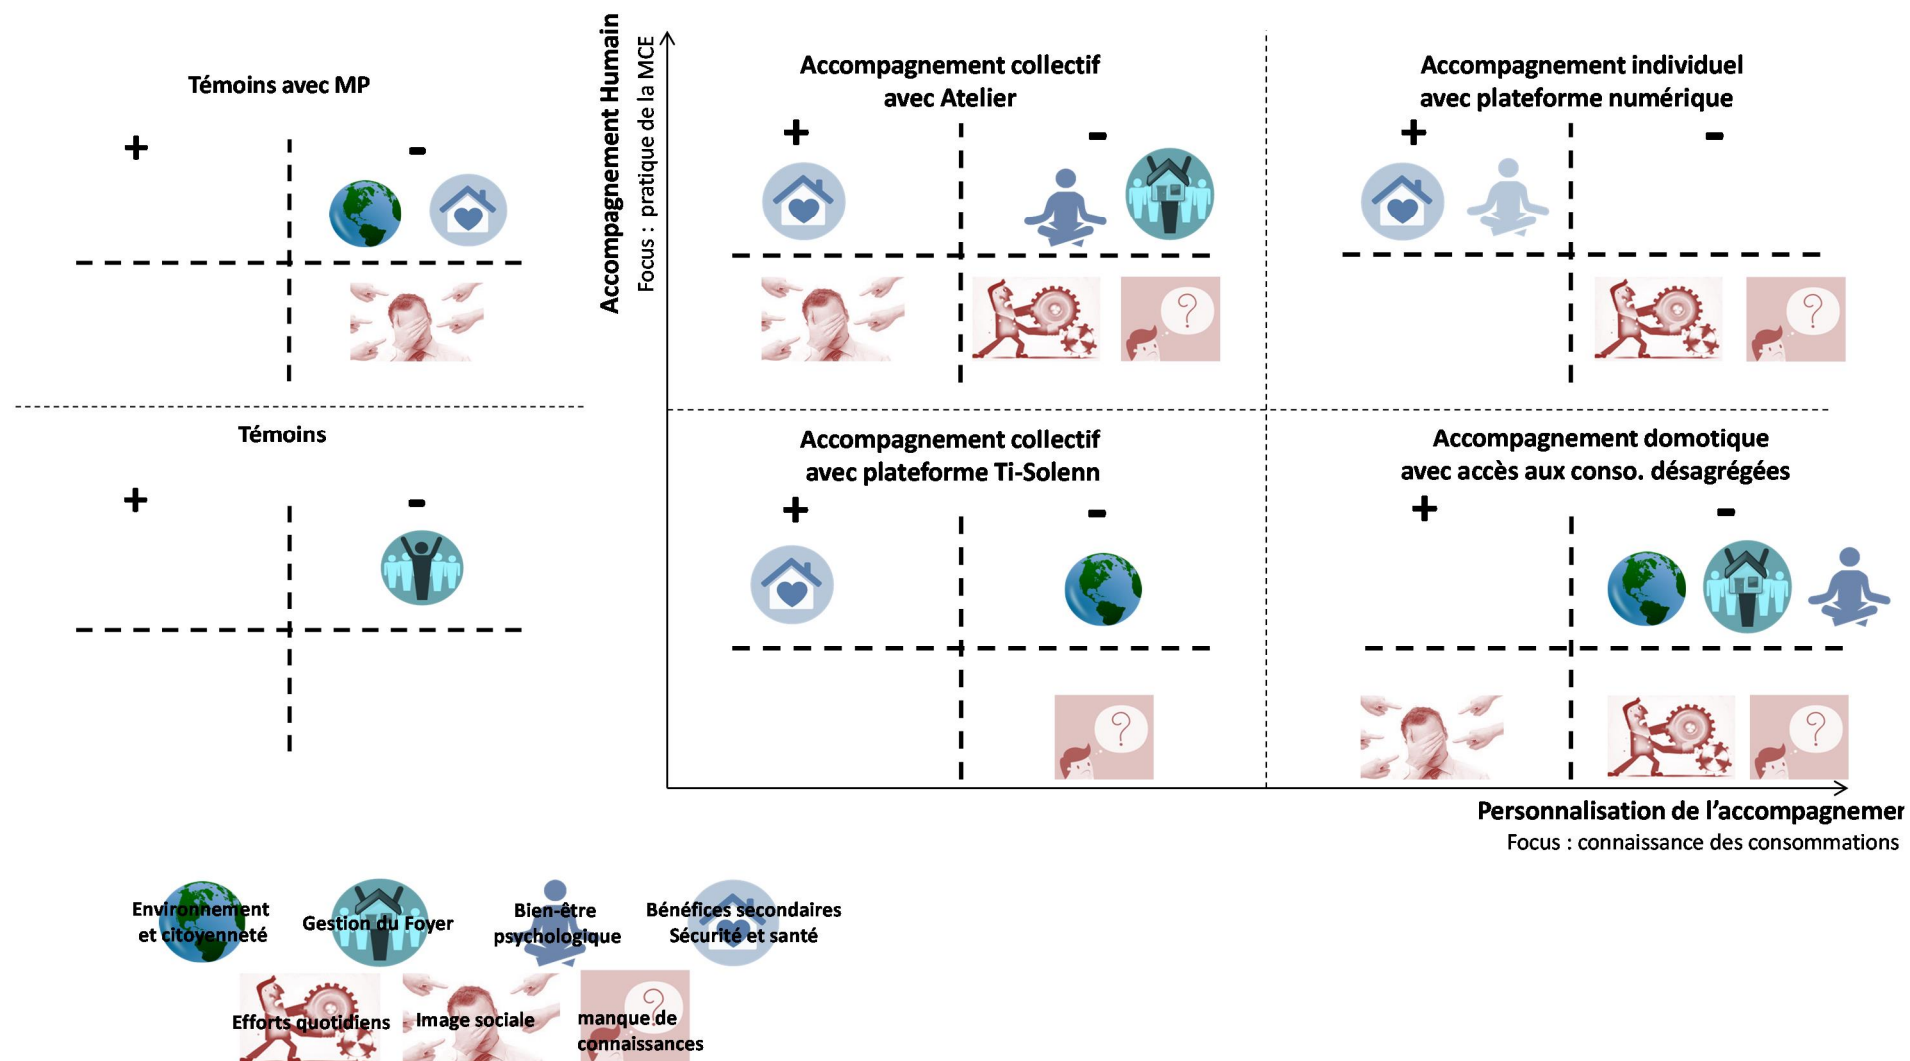 Témoins avec MP
+
-
Témoins
+
-
Accompagnement Humain
Focus : pratique de la MCE
Accompagnement collectif
avec Atelier
+
-
?
Accompagnement individuel
avec plateforme numérique
+
-
?
Accompagnement collectif
avec plateforme Ti-Solenn
+
-
?
Accompagnement domotique
avec accès aux conso. désagrégées
+
-
?
Personnalisation de l'accompagnemer
Focus : connaissance des consommations
Environnement
et citoyenneté
Gestion du Foyer
Bien-être
psychologique
Bénéfices secondaires
Sécurité et santé
Efforts quotidiens
Image sociale
?
manque de
connaissances